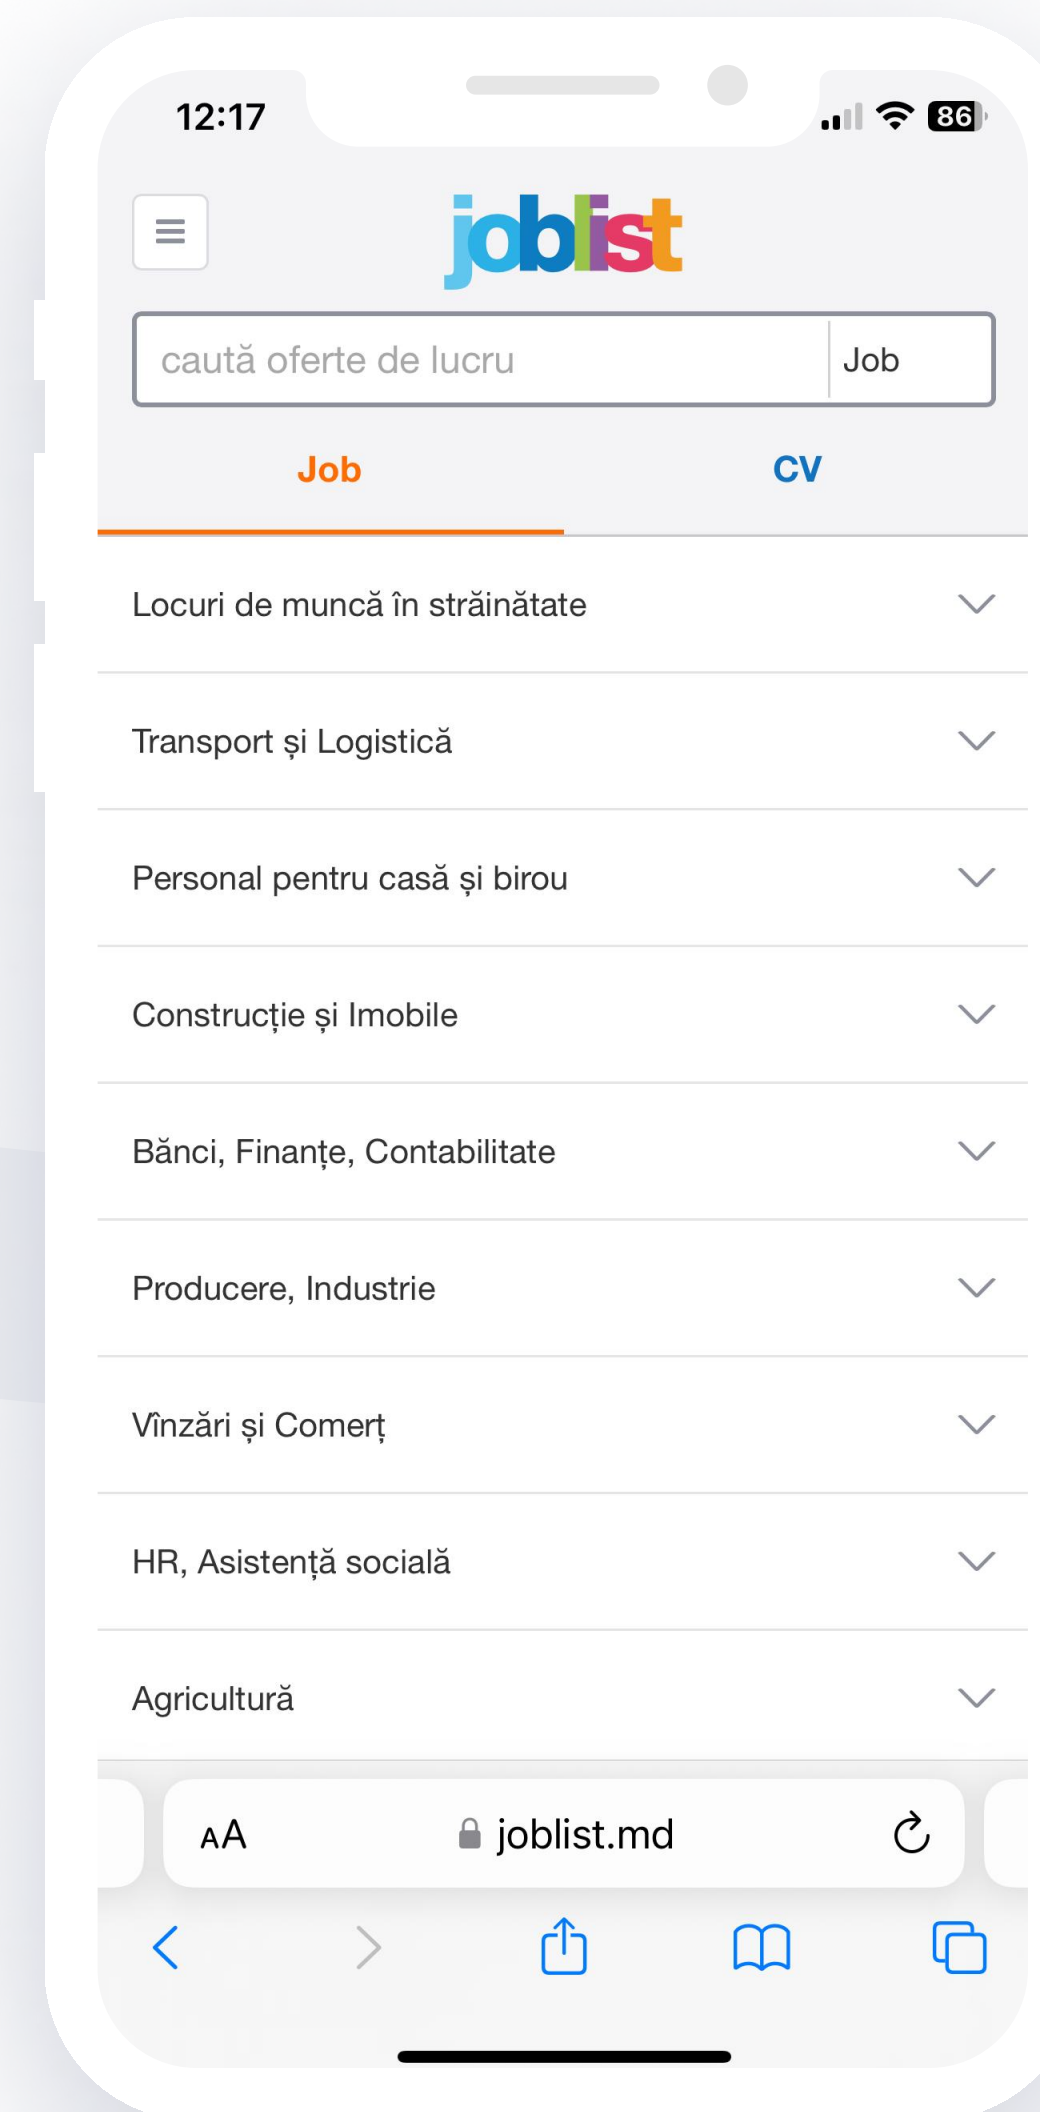 12:17
86
joblist
caută oferte de lucru
Job
Job
CV
Locuri de muncă în străinătate
Transport și Logistică
Personal pentru casă și birou
Construcție și Imobile
Bănci, Finanțe, Contabilitate
Producere, Industrie
Vînzări și Comerț
HR, Asistență socială
Agricultură
AA
joblist.md